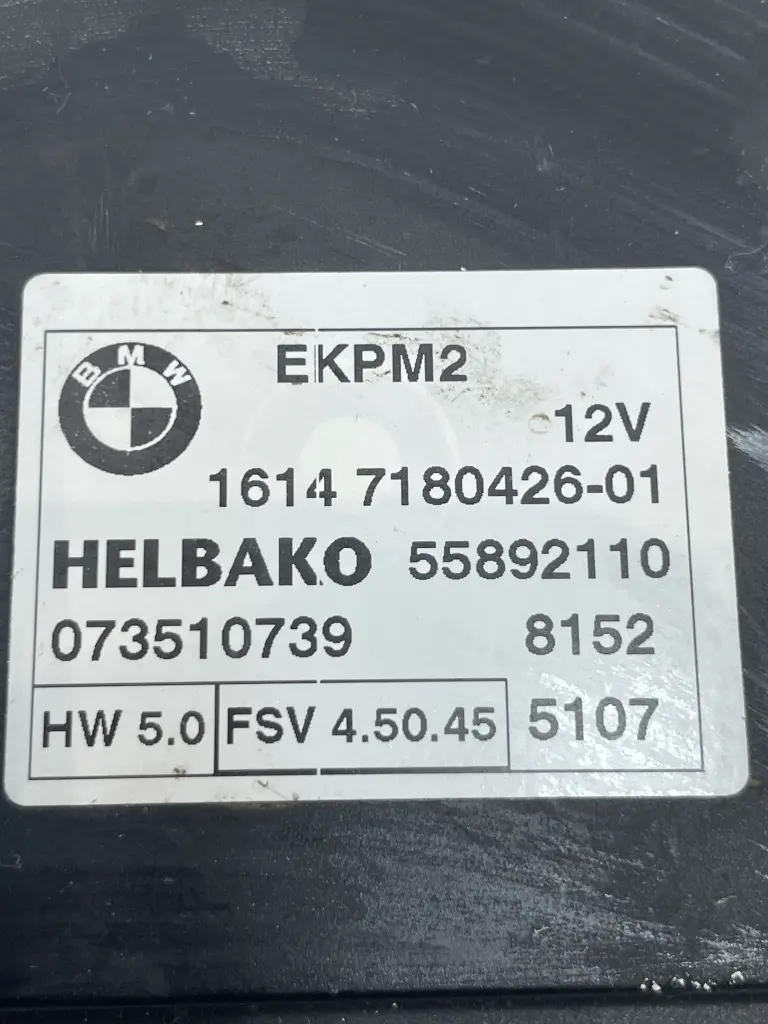 BMW
EKPM2
12V
1614 7180426-01
HELBAKO 55892110
073510739 8152
HW 5.0 FSV 4.50.45 5107